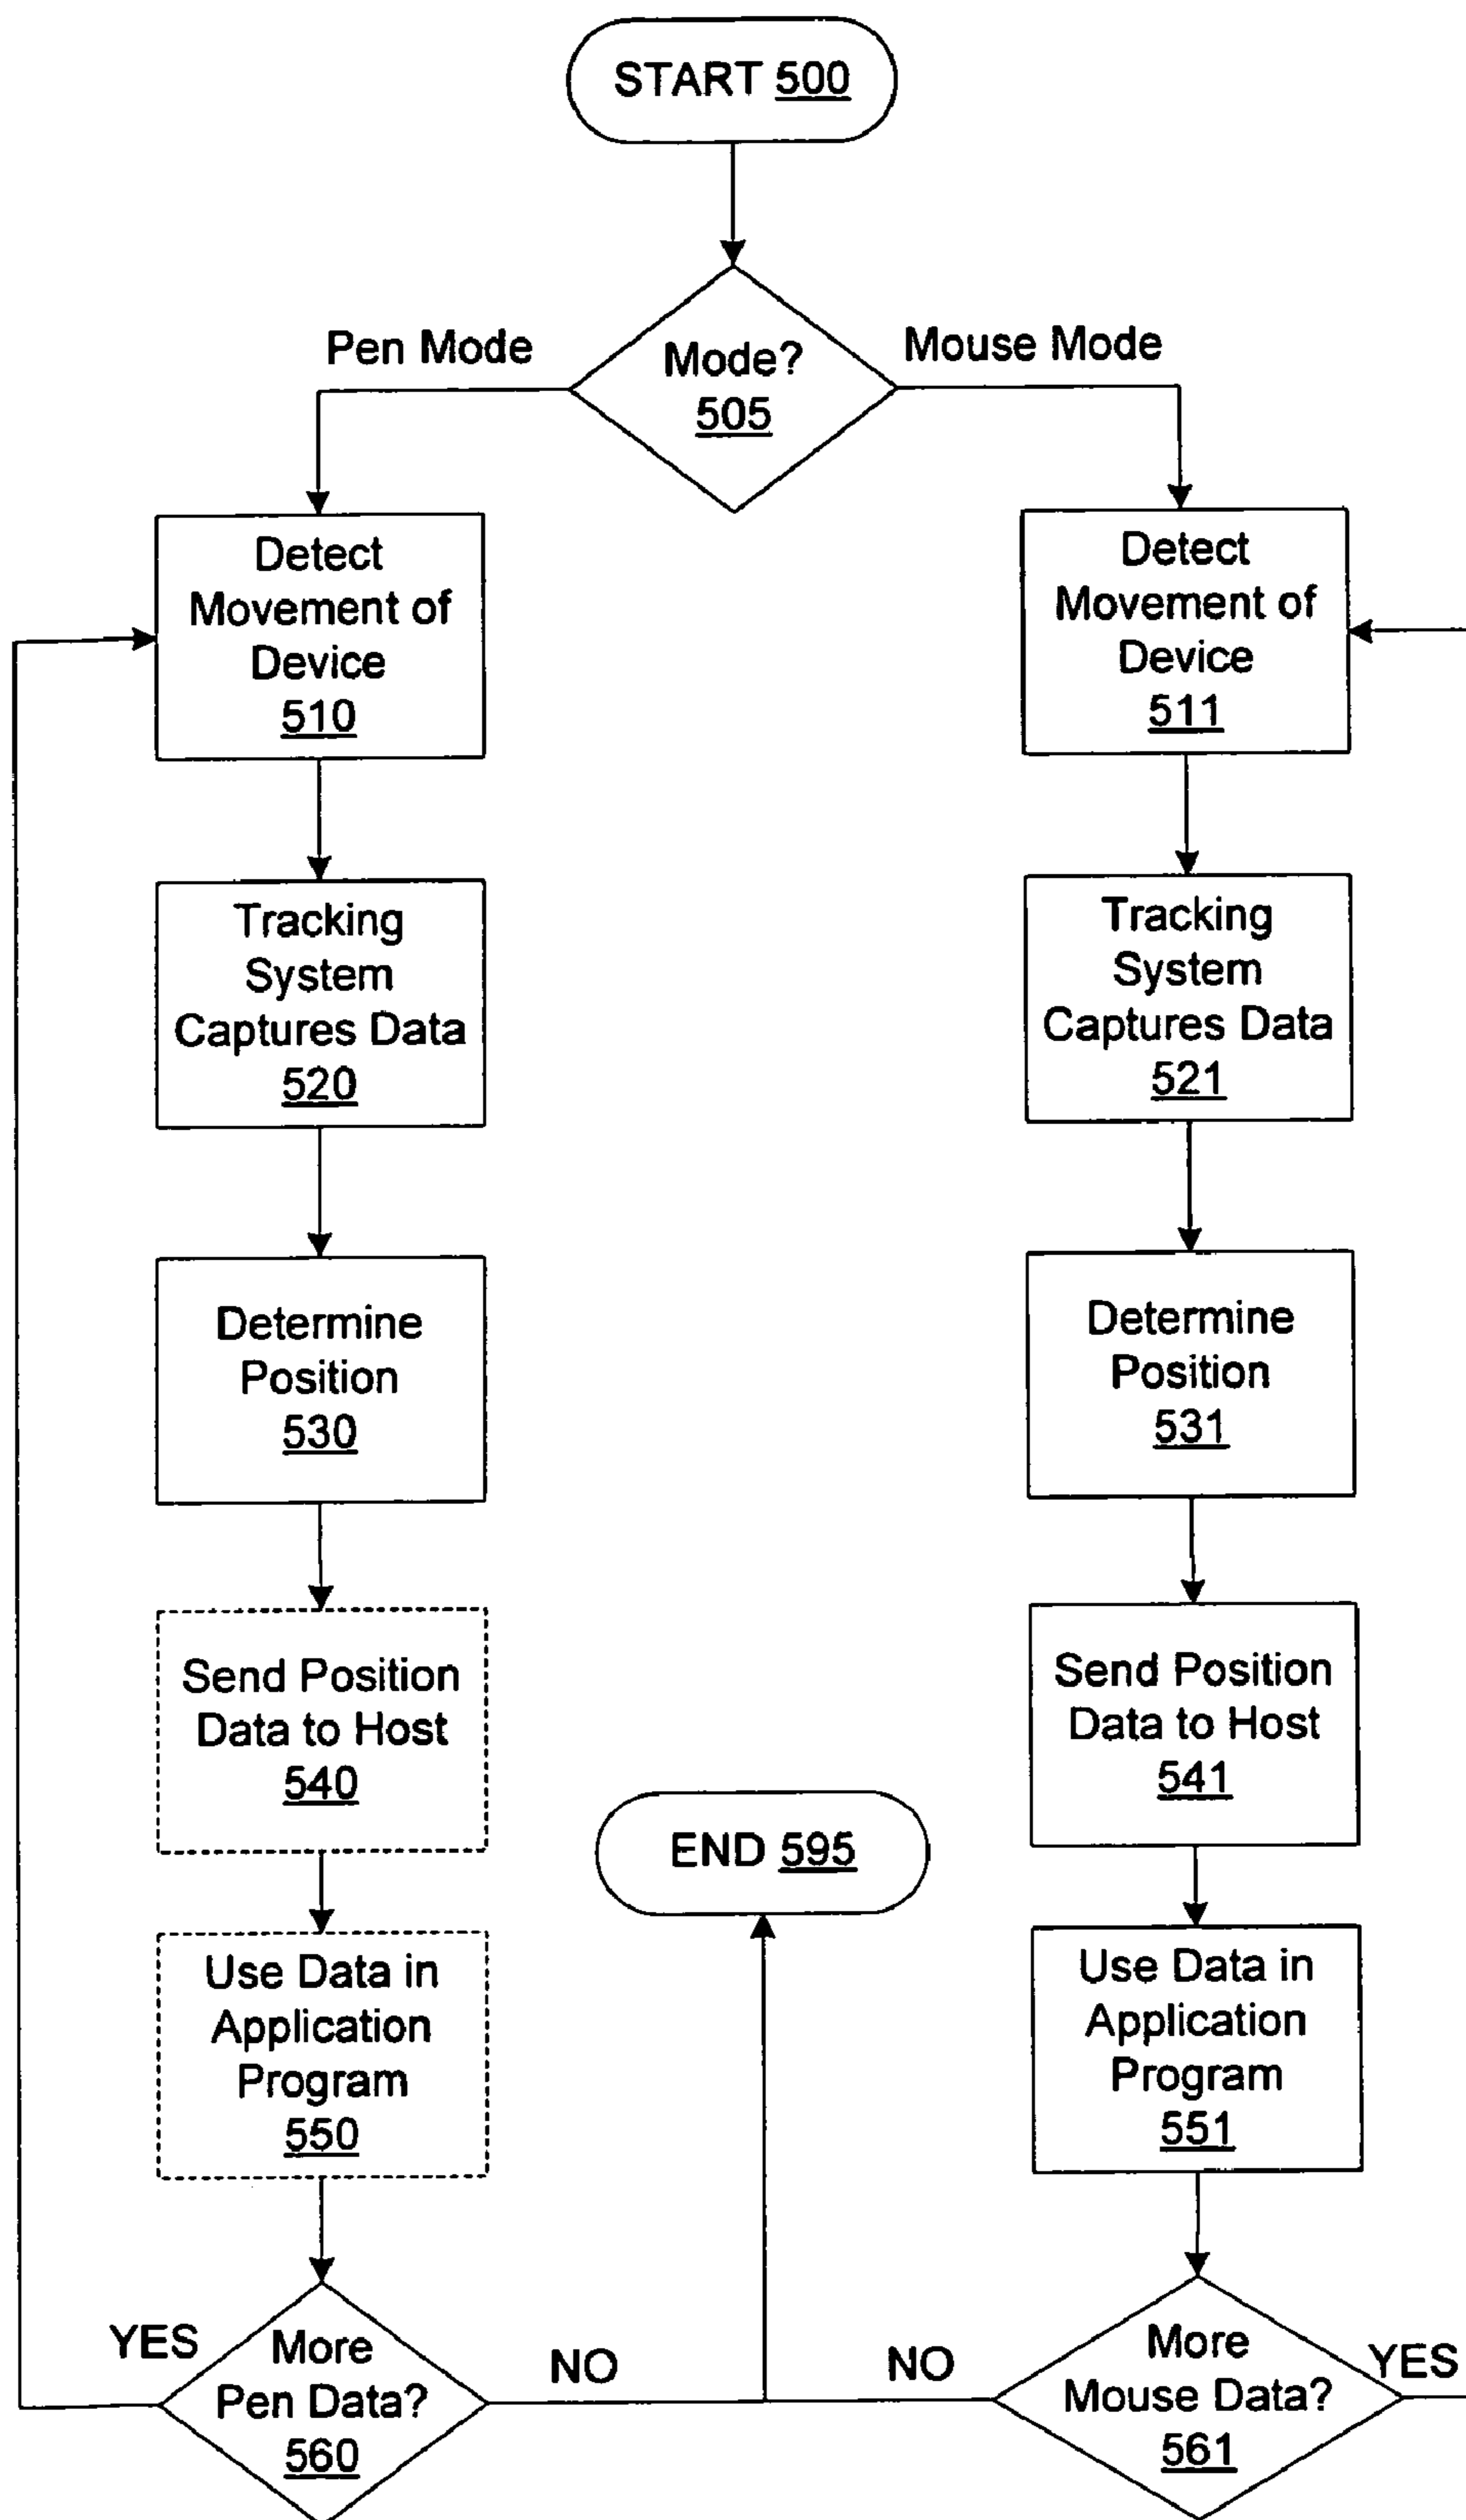 START 500
Mode?
505
Pen Mode
Mouse Mode
Detect
Movement of
Device
510
Tracking
System
Captures Data
520
Determine
Position
530
Send Position
Data to Host
540
Use Data in
Application
Program
550
More
Pen Data?
560
YES
NO
Detect
Movement of
Device
511
Tracking
System
Captures Data
521
Determine
Position
531
Send Position
Data to Host
541
Use Data in
Application
Program
551
More
Mouse Data?
561
NO
YES
END 595